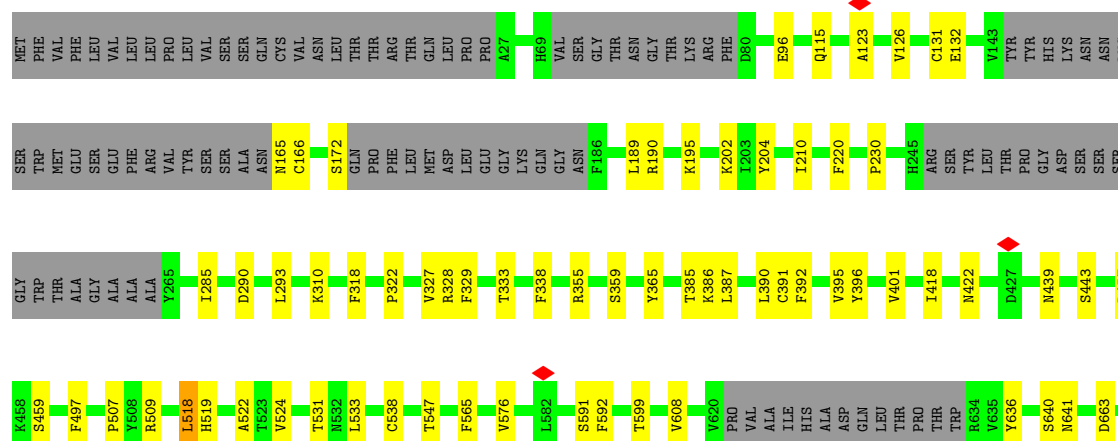 MET PHE VAL PHE LEU VAL LEU LEU PRO LEU VAL SER SER GLN CYS VAL ASN LEU THR THR ARG THR GLN LEU PRO PRO A27 H69 VAL SER GLY THR ASN GLY THR LYS ARG PHE D80 E96 Q115 A123 V126 C131 E132 V143 TYR TYR HIS LYS ASN ASN
SER TRP MET GLU SER GLU PHE ARG VAL TYR SER SER ALA ASN N165 C166 S172 GLN PRO PHE LEU MET ASP LEU GLU GLY LYS GLN GLY ASN F186 L189 R190 K195 K202 I203 Y204 I210 F220 P230 H245 ARG SER TYR LEU THR PRO GLY ASP SER SER SER
GLY TRP THR ALA GLY ALA ALA ALA Y265 I285 D290 L293 K310 F318 P322 V327 R328 F329 T333 F338 R355 S359 Y365 T385 K386 L387 L390 C391 F392 V395 Y396 V401 I418 N422 D427 N439 S443
K458 S459 F497 P507 Y508 R509 L518 H519 A522 T523 V524 T531 N532 L533 C538 T547 F565 V576 L582 S591 F592 T599 V608 V620 PRO VAL ALA ILE HIS ALA ASP GLN LEU THR PRO THR TRP R634 V635 Y636 S640 N641 D663